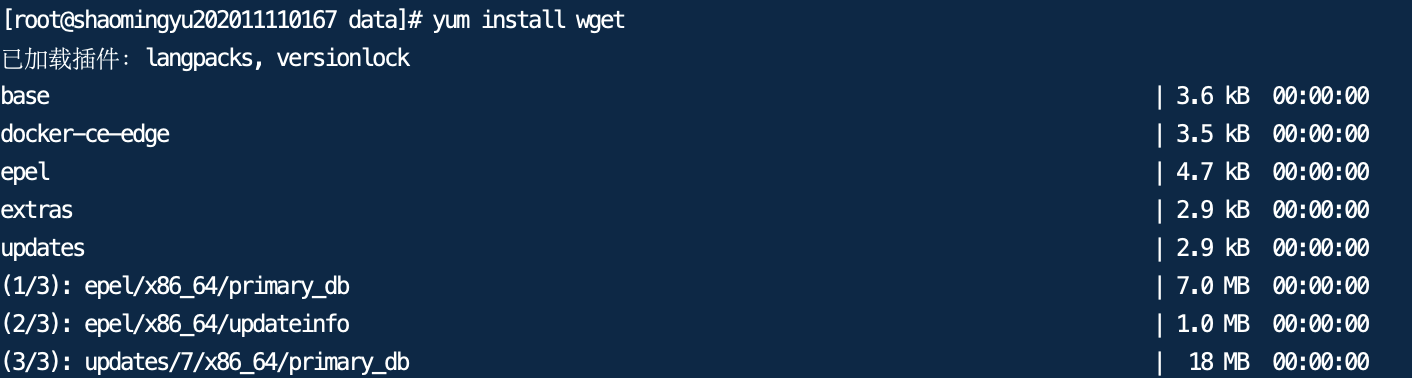 [root@shaomingyu202011110167 data]# yum install wget
已加载插件：langpacks, versionlock
base | 3.6 kB 00:00:00
docker-ce-edge | 3.5 kB 00:00:00
epel | 4.7 kB 00:00:00
extras | 2.9 kB 00:00:00
updates | 2.9 kB 00:00:00
(1/3): epel/x86_64/primary_db | 7.0 MB 00:00:00
(2/3): epel/x86_64/updateinfo | 1.0 MB 00:00:00
(3/3): updates/7/x86_64/primary_db | 18 MB 00:00:00